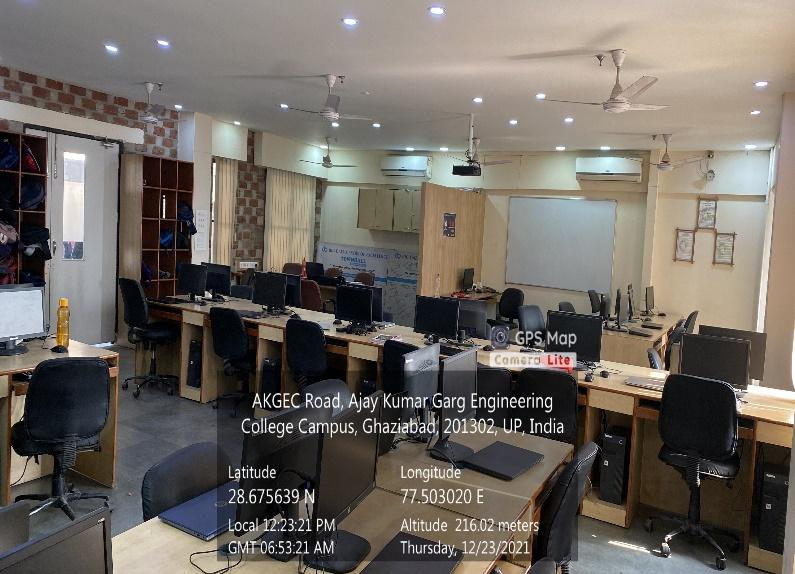 GPS Map
Camera Lite
AKGEC Road, Ajay Kumar Garg Engineering
College Campus, Ghaziabad, 201302, UP, India
Latitude
Longitude
28.675639 N
77.503020 E
Local 12:23:21 PM
Altitude 216.02 meters
GMT 06:53:21 AM
Thursday, 12/23/2021